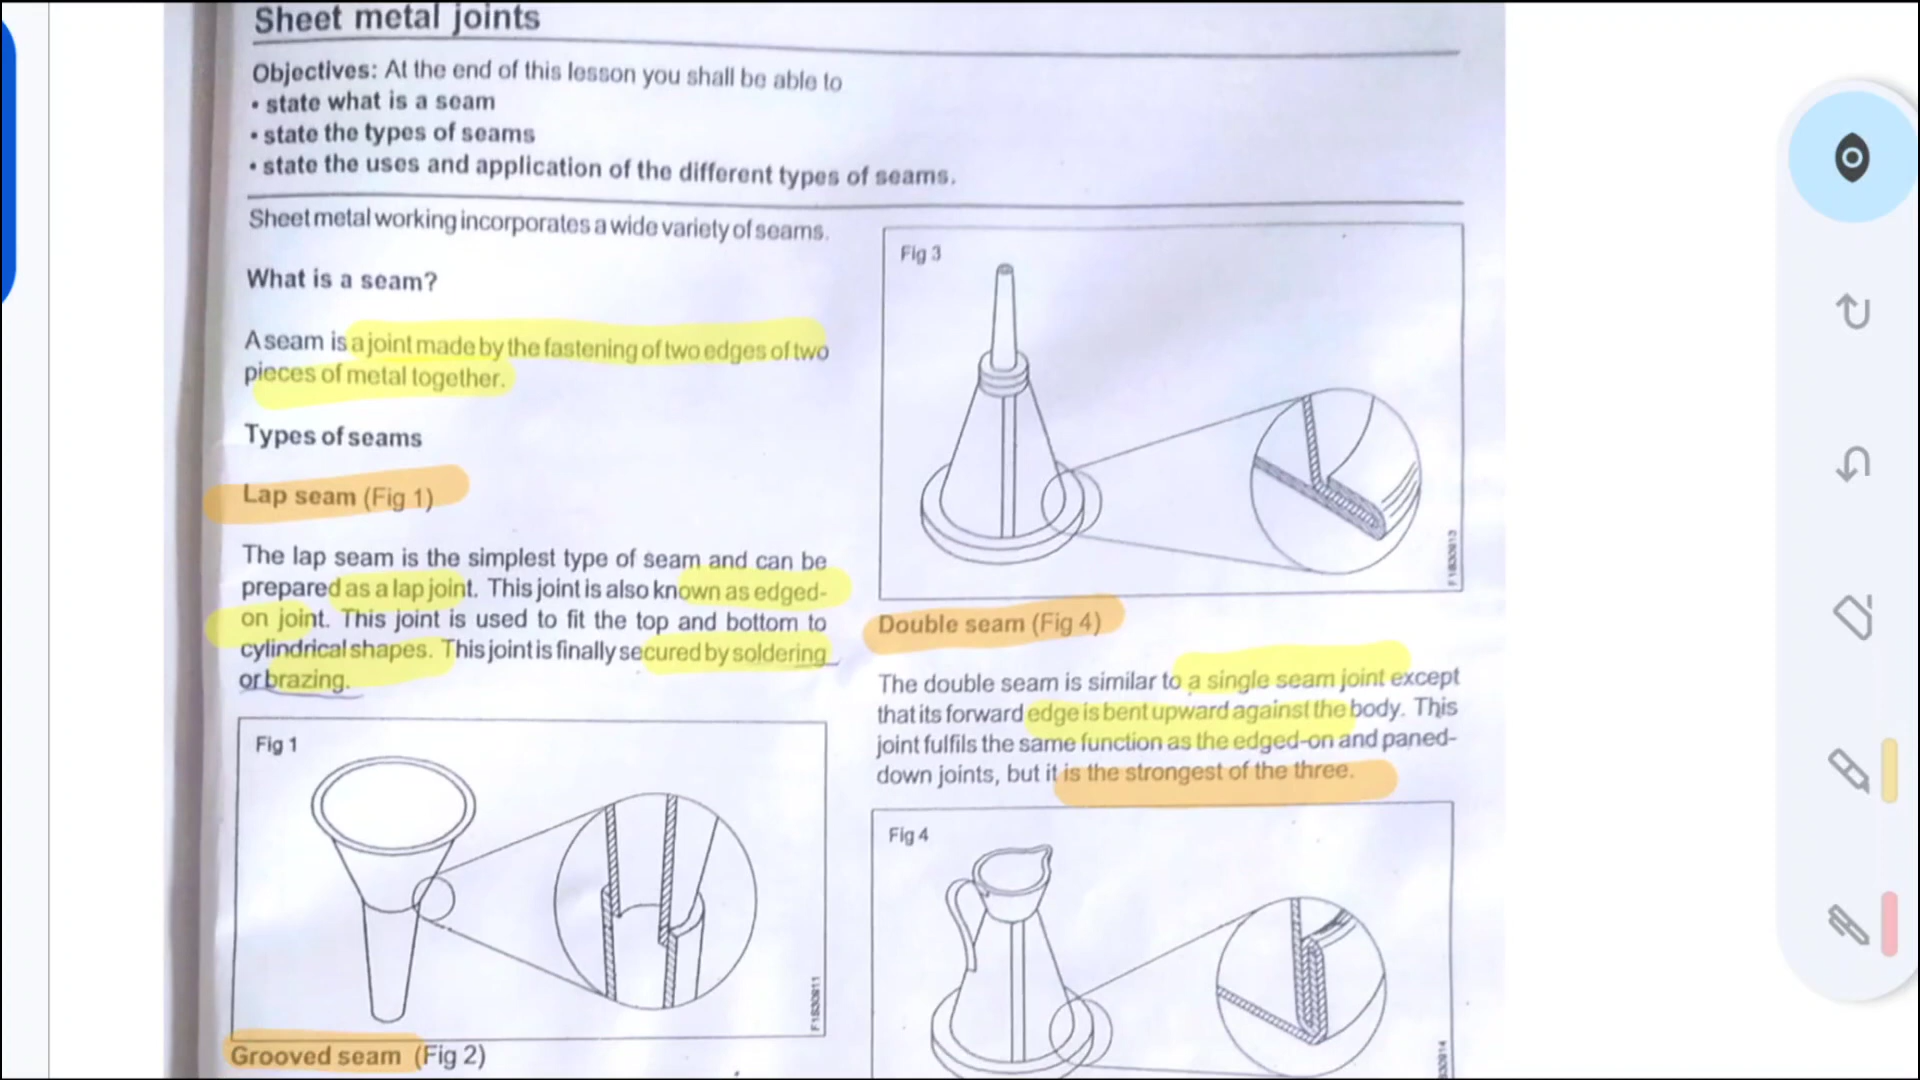 Sheet metal joints
Objectives: At the end of this lesson you shall be able to
• state what is a seam
• state the types of seams
• state the uses and application of the different types of seams.
Sheet metal working incorporates a wide variety of seams.
What is a seam?
A seam is a joint made by the fastening of two edges of two
pieces of metal together.
Types of seams
Lap seam (Fig 1)
The lap seam is the simplest type of seam and can be
prepared as a lap joint. This joint is also known as edged-
on joint. This joint is used to fit the top and bottom to
cylindrical shapes. This joint is finally secured by soldering
or brazing.
Fig 1
F1830911
Grooved seam (Fig 2)
Fig 3
F1830913
Double seam (Fig 4)
The double seam is similar to a single seam joint except
that its forward edge is bent upward against the body. This
joint fulfils the same function as the edged-on and paned-
down joints, but it is the strongest of the three.
Fig 4